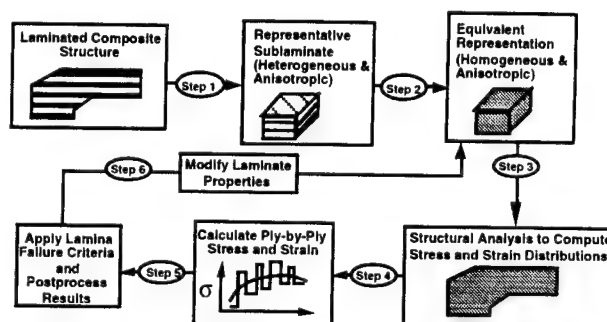 Laminated Composite
Structure
Step 1
Representative
Sublaminate
(Heterogeneous &
Anisotropic)
Step 2
Equivalent
Representation
(Homogeneous &
Anisotropic)
Step 3
Structural Analysis to Compute
Stress and Strain Distributions
Step 4
Calculate Ply-by-Ply
Stress and Strain
σ
Step 5
Apply Lamina
Failure Criteria
and
Postprocess
Results
Step 6
Modify Laminate
Properties